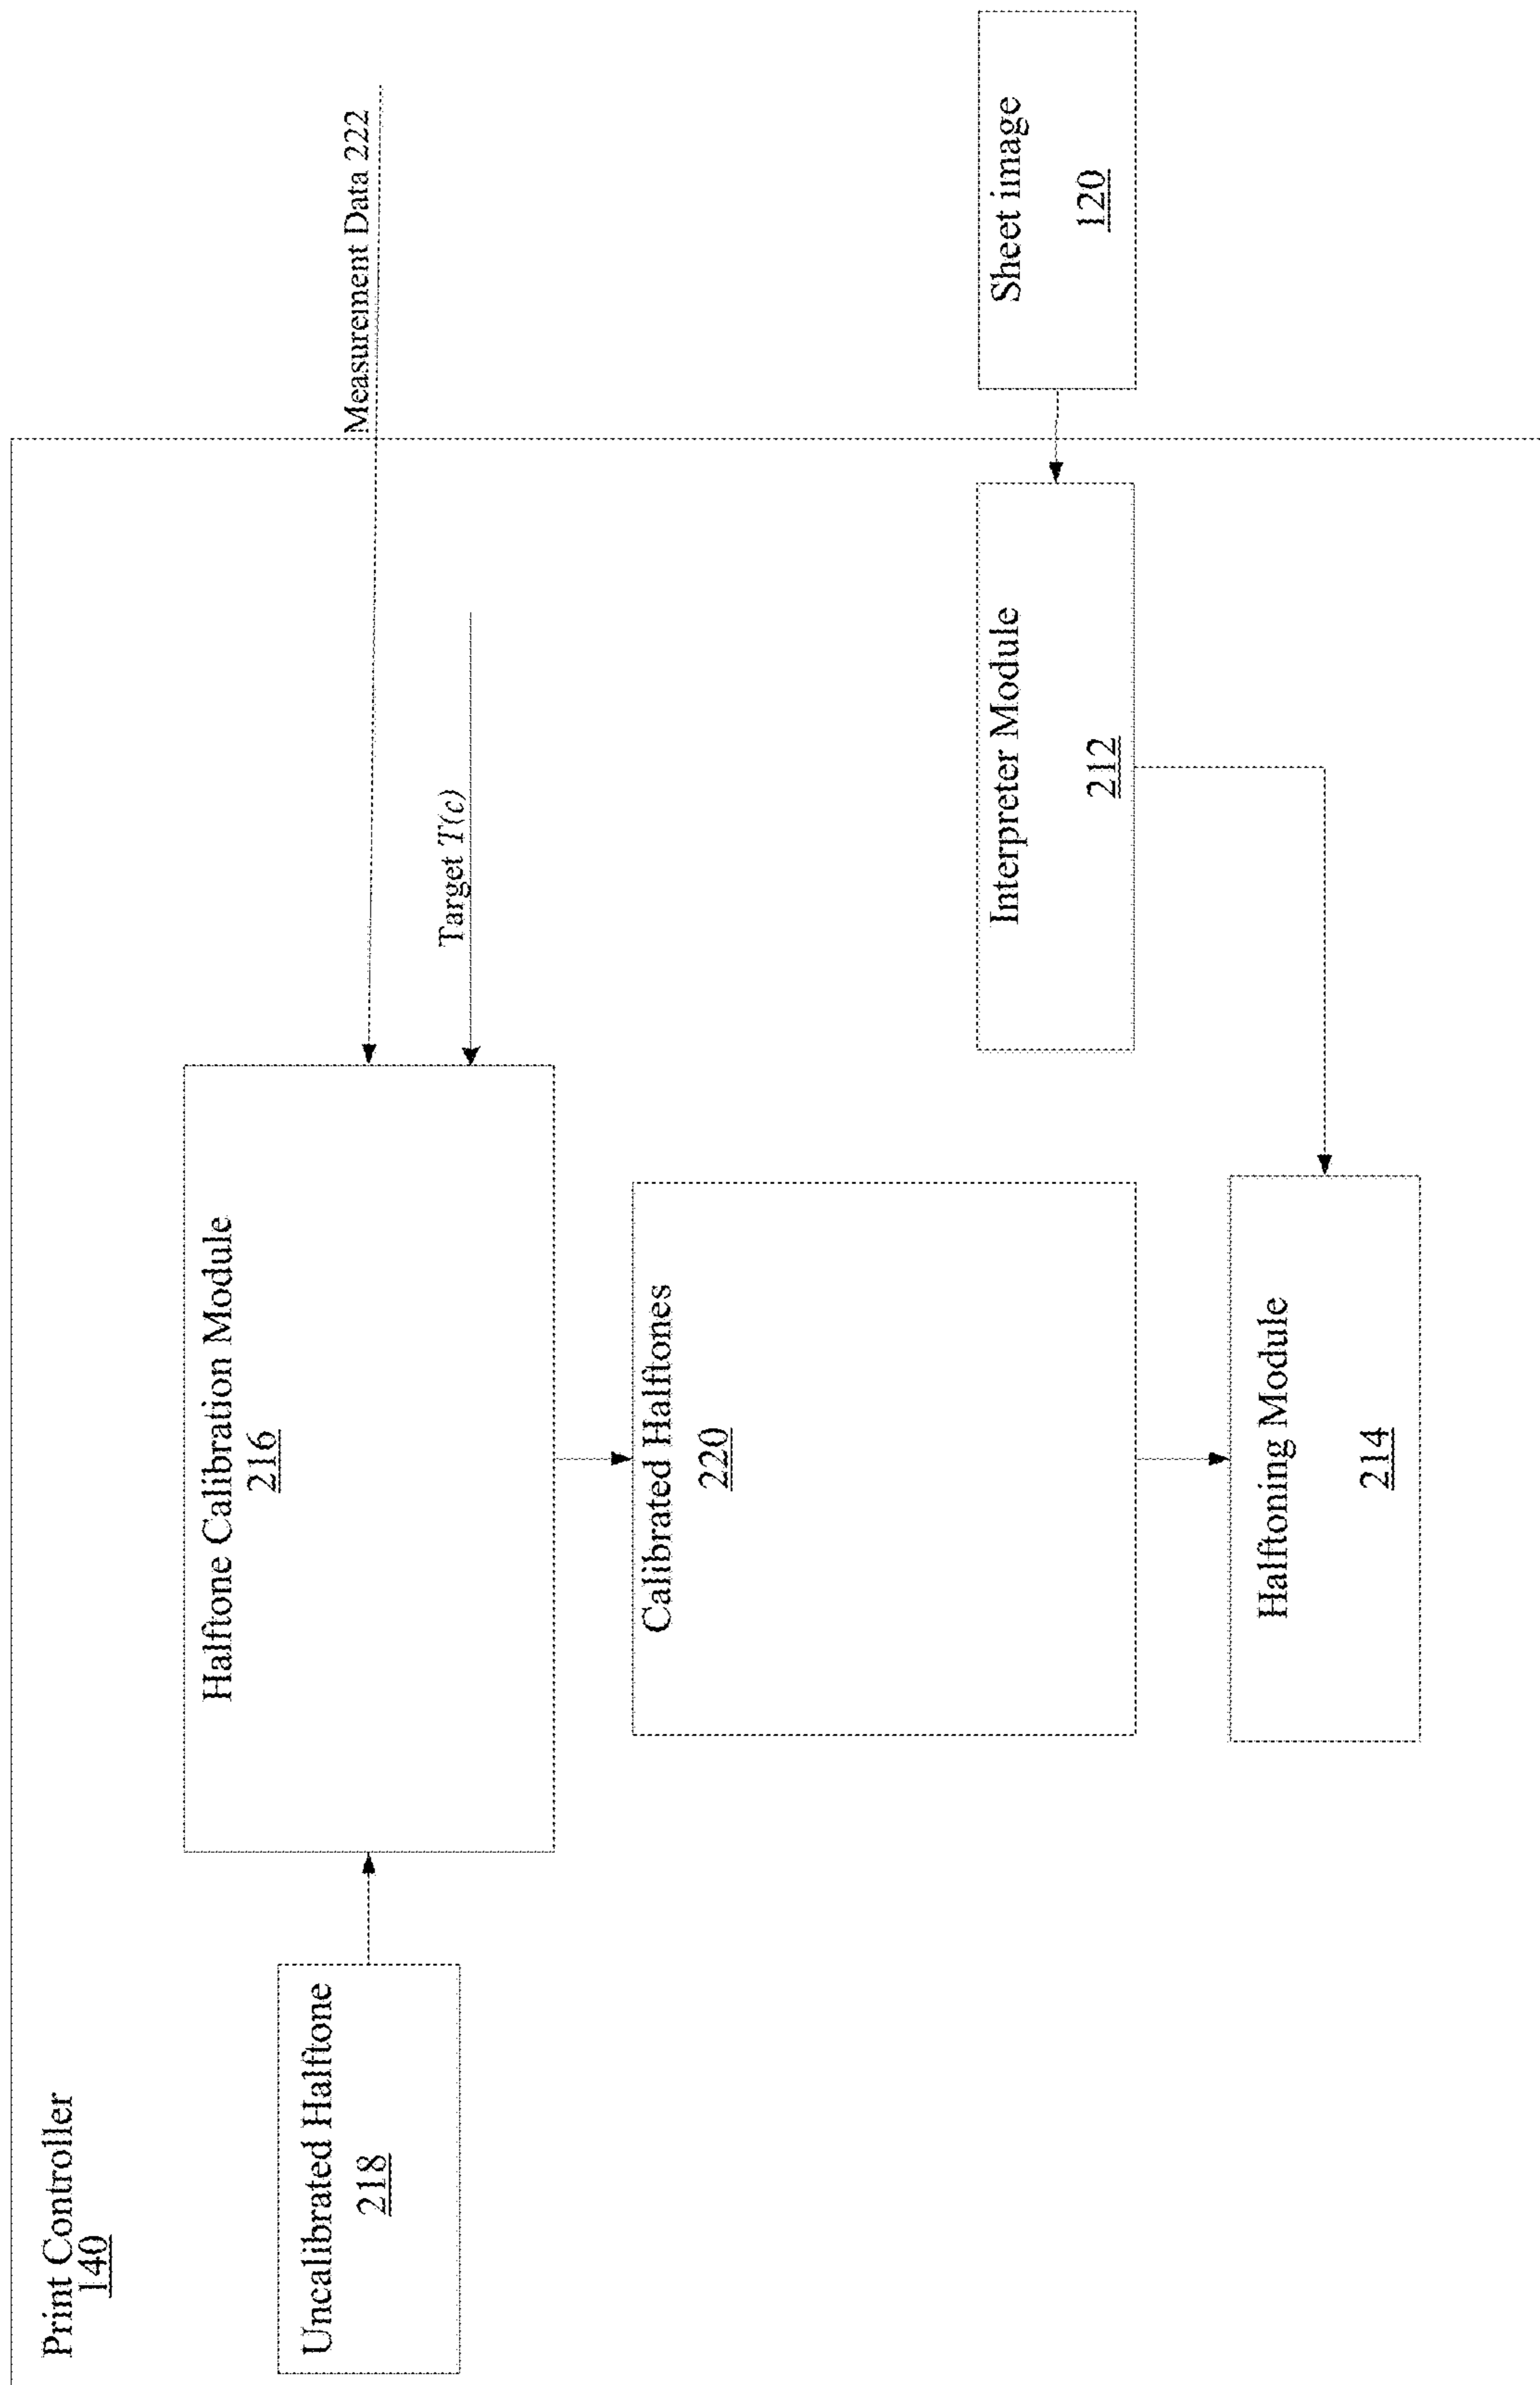 Print Controller
140
Uncalibrated Halftone
218
Halftone Calibration Module
216
Measurement Data 222
Target T(c)
Calibrated Halftones
220
Sheet image
120
Interpreter Module
212
Halftoning Module
214